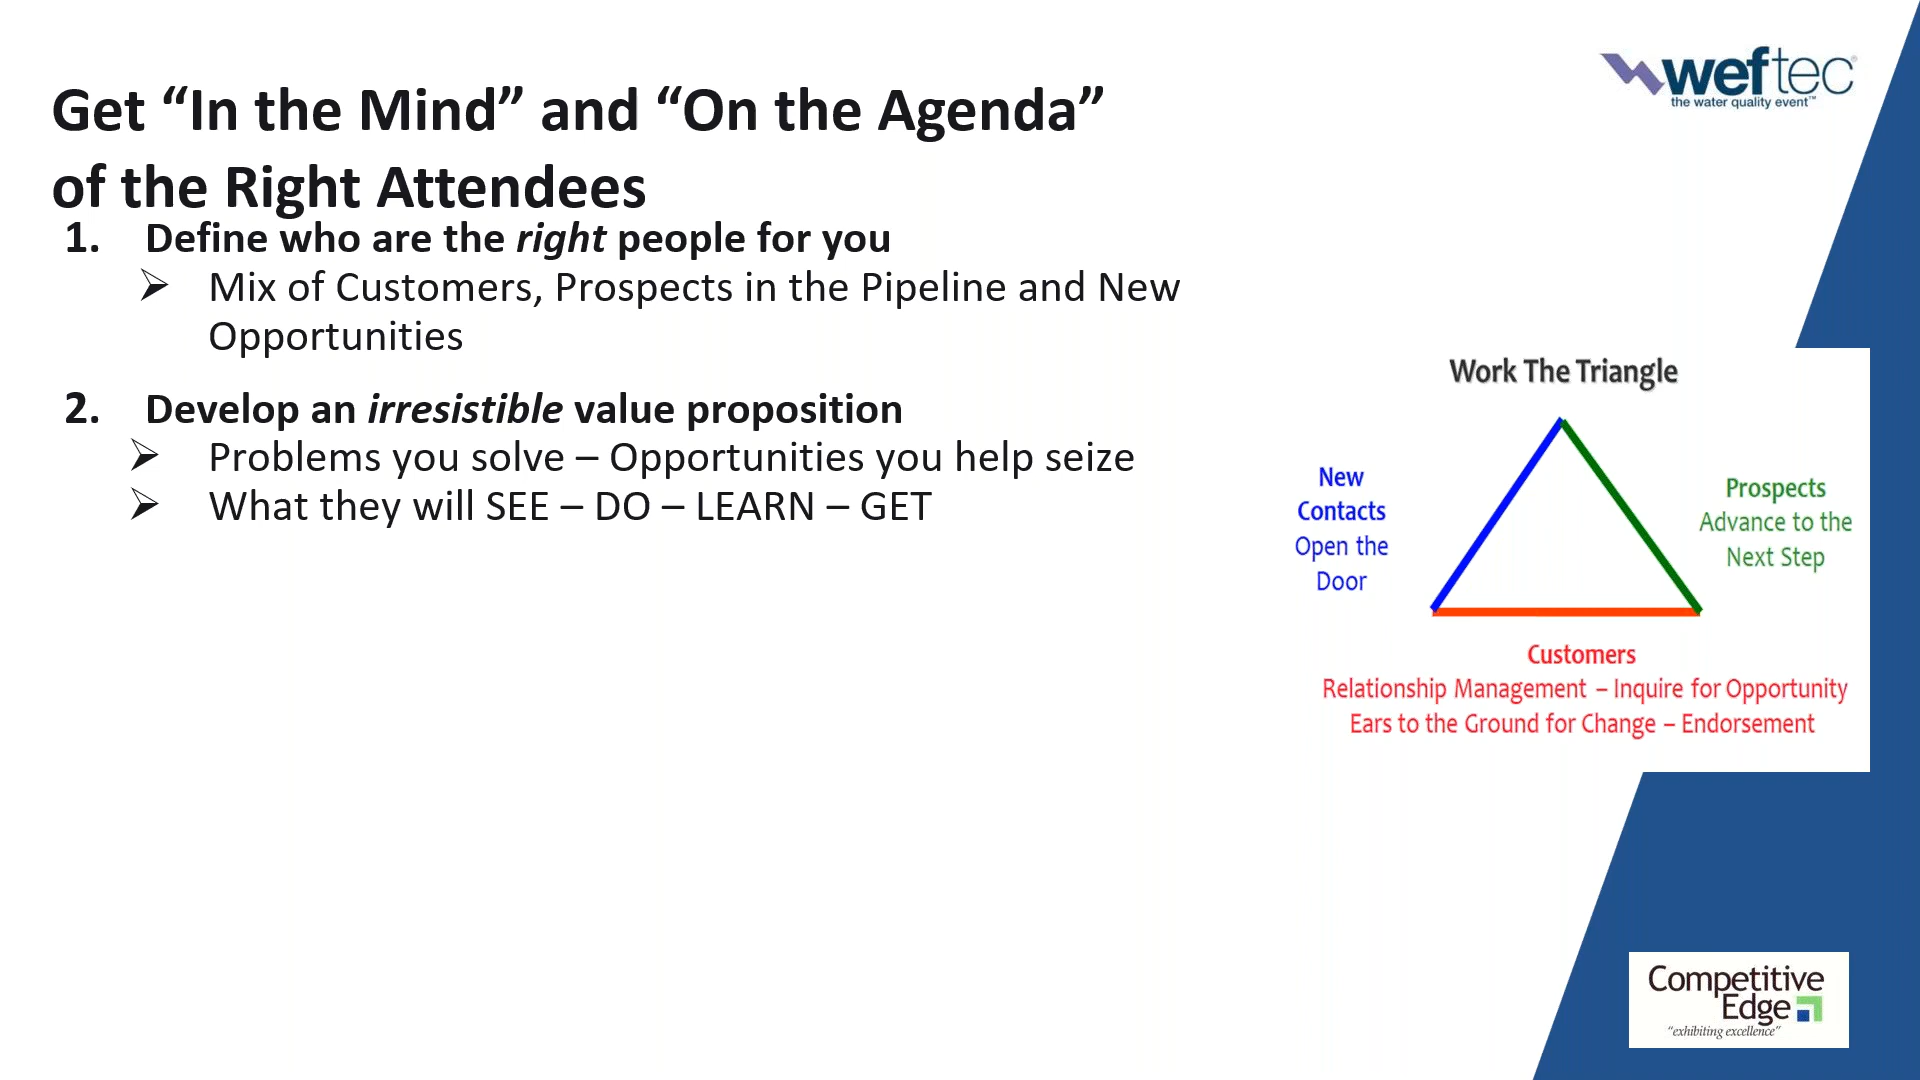 weftec®
the water quality event™
Get “In the Mind” and “On the Agenda”
of the Right Attendees
1. Define who are the right people for you
➢ Mix of Customers, Prospects in the Pipeline and New
Opportunities
2. Develop an irresistible value proposition
➢ Problems you solve – Opportunities you help seize
➢ What they will SEE – DO – LEARN – GET
Work The Triangle
New
Contacts
Open the
Door
Prospects
Advance to the
Next Step
Customers
Relationship Management – Inquire for Opportunity
Ears to the Ground for Change – Endorsement
Competitive
Edge
“exhibiting excellence”